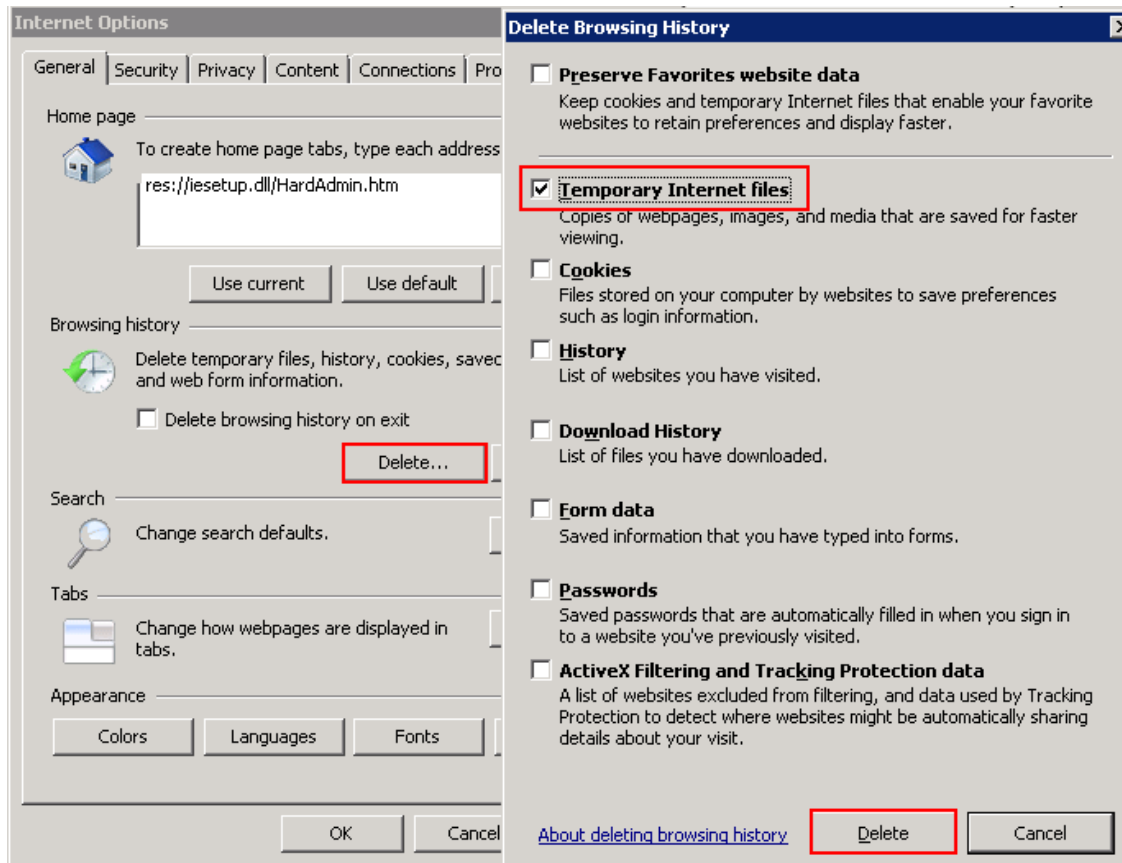 Internet Options
General Security Privacy Content Connections Pro
Home page
To create home page tabs, type each address
res://iesetup.dll/HardAdmin.htm
Use current Use default
Browsing history
Delete temporary files, history, cookies, saved
and web form information.
Delete browsing history on exit
Delete...
Search
Change search defaults.
Tabs
Change how webpages are displayed in
tabs.
Appearance
Colors Languages Fonts
OK Cancel
Delete Browsing History
Preserve Favorites website data
Keep cookies and temporary Internet files that enable your favorite
websites to retain preferences and display faster.
Temporary Internet files
Copies of webpages, images, and media that are saved for faster
viewing.
Cookies
Files stored on your computer by websites to save preferences
such as login information.
History
List of websites you have visited.
Download History
List of files you have downloaded.
Form data
Saved information that you have typed into forms.
Passwords
Saved passwords that are automatically filled in when you sign in
to a website you've previously visited.
ActiveX Filtering and Tracking Protection data
A list of websites excluded from filtering, and data used by Tracking
Protection to detect where websites might be automatically sharing
details about your visit.
About deleting browsing history Delete Cancel